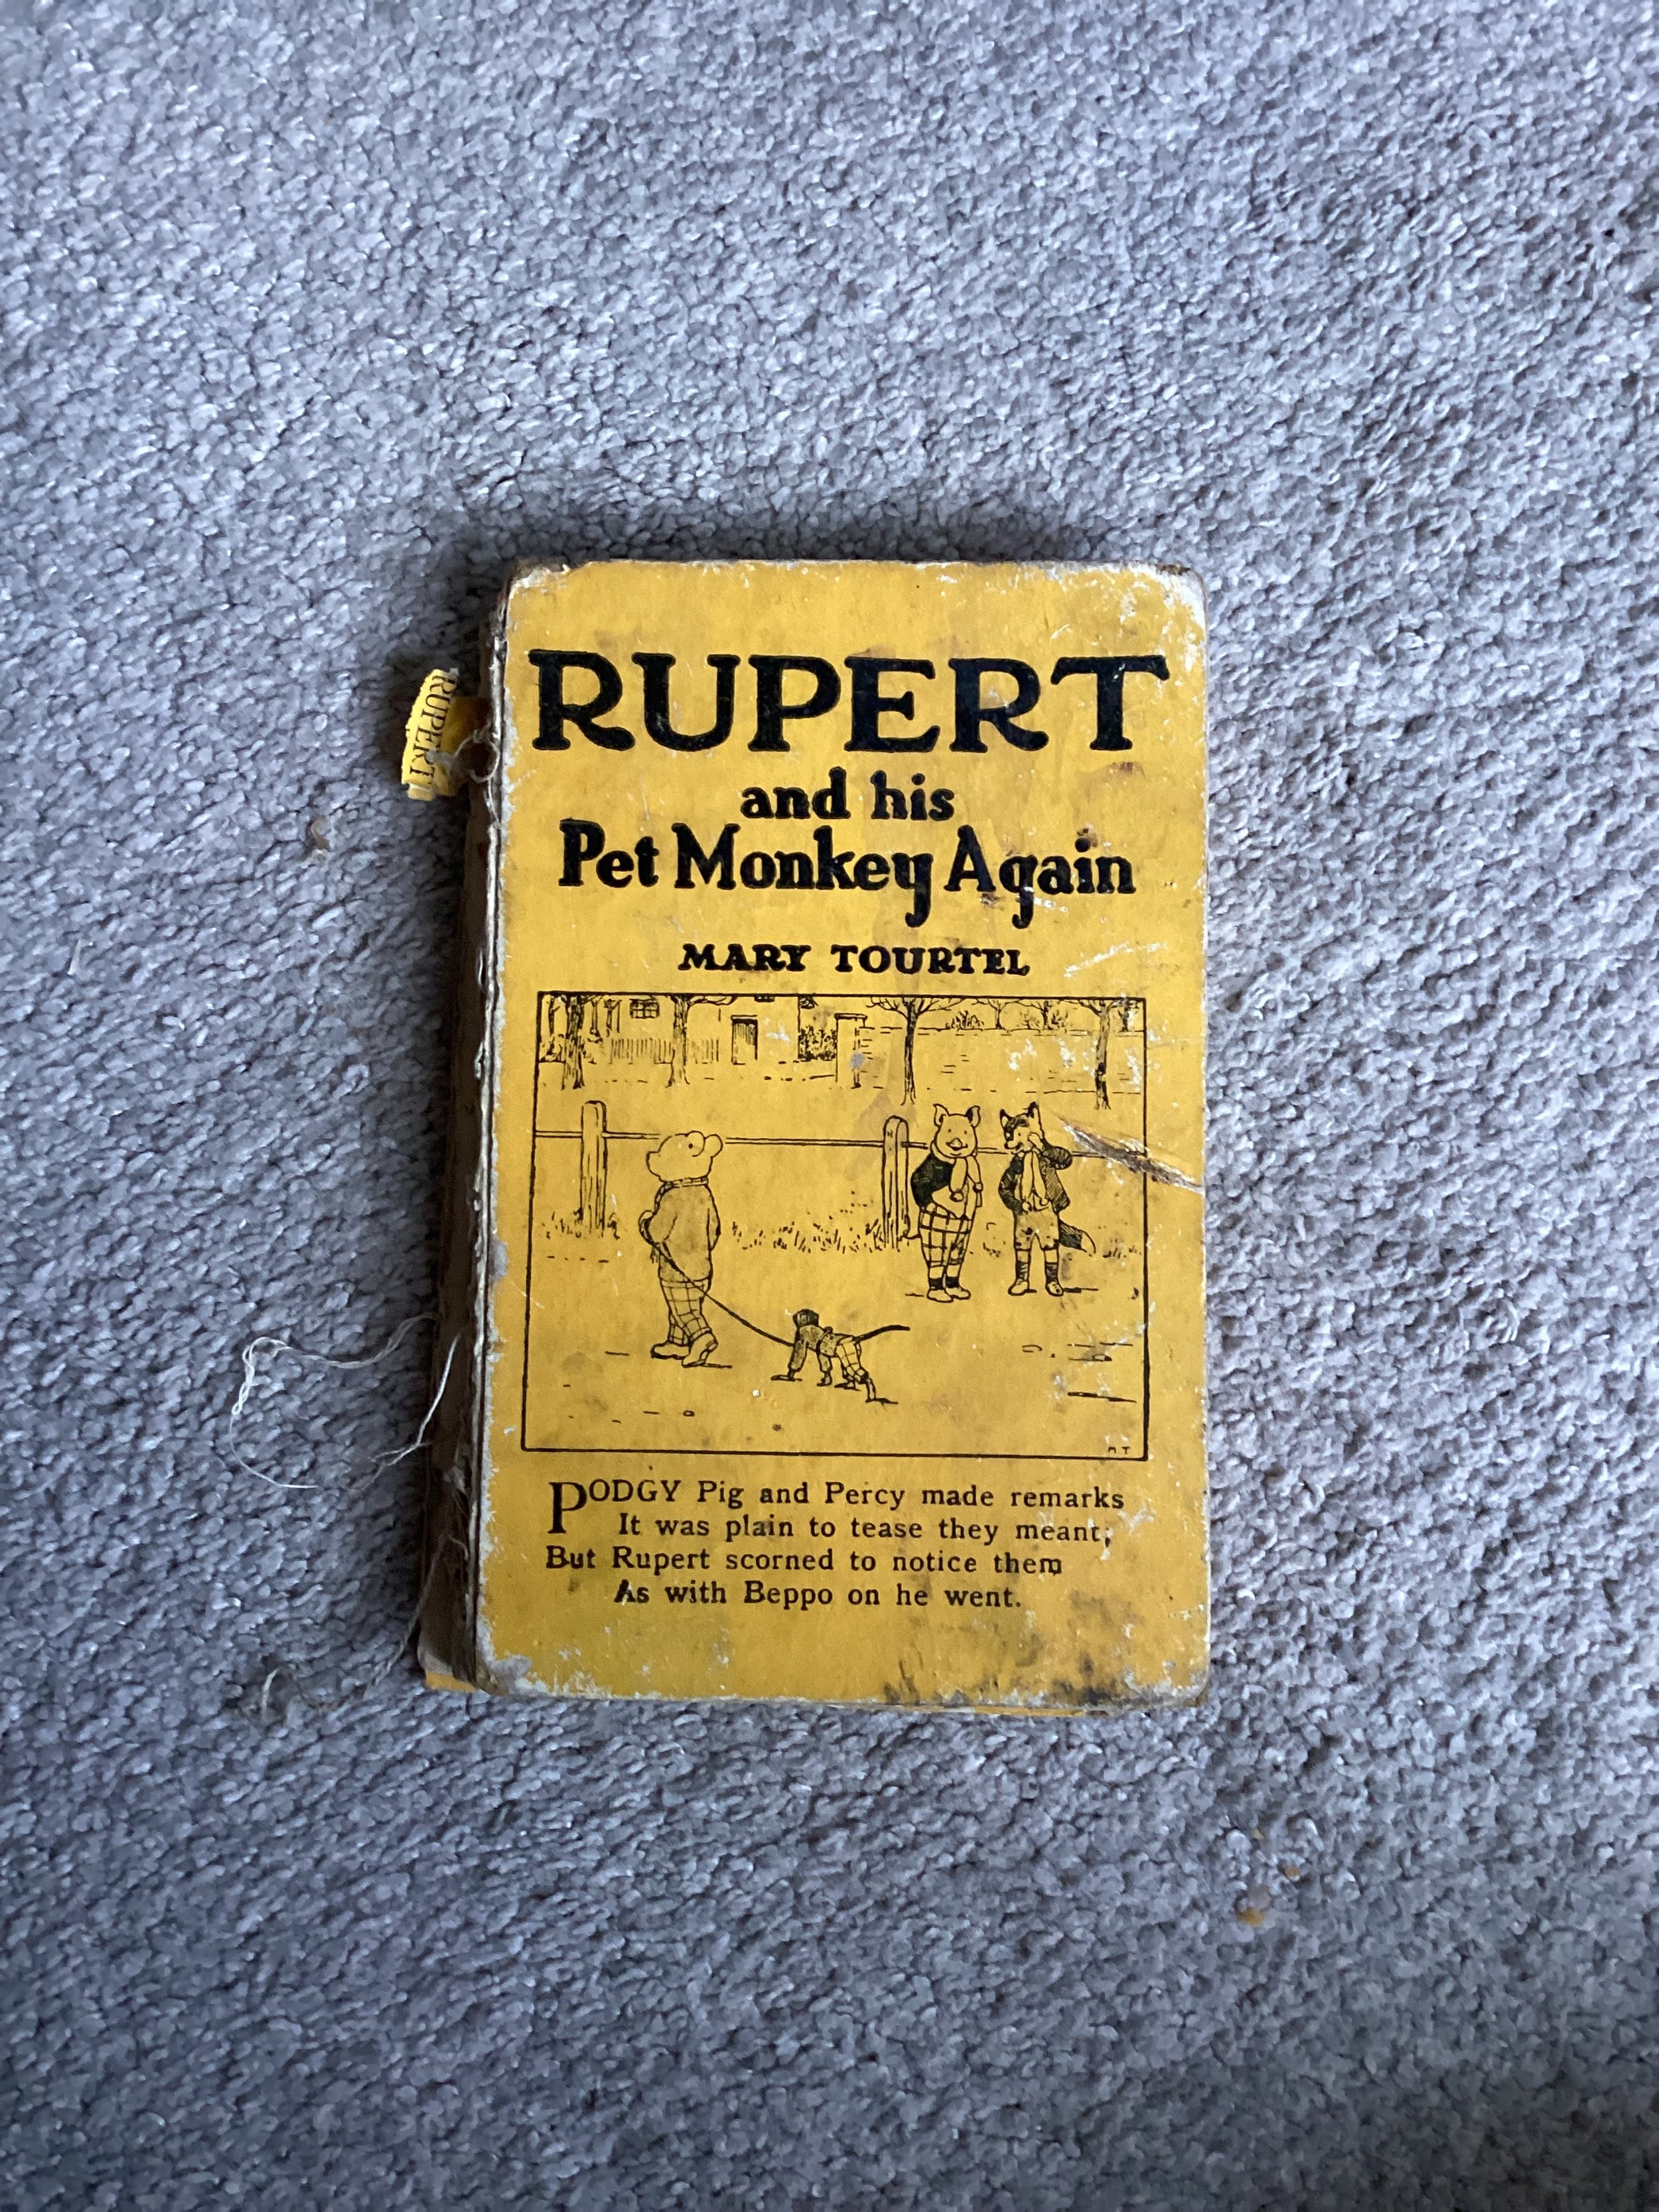 RUPERT
RUPERT
and his
Pet Monkey Again
MARY TOURTEL
MT
PODGY Pig and Percy made remarks
It was plain to tease they meant;
But Rupert scorned to notice them
As with Beppo on he went.